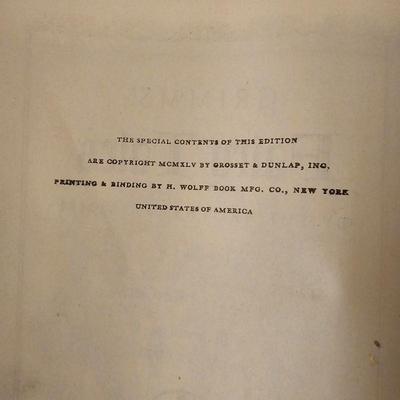 THE SPECIAL CONTENTS OF THIS EDITION
ARE COPYRIGHT MCMXLV BY GROSSET & DUNLAP, INC.
PRINTING & BINDING BY H. WOLFF BOOK MFG. CO., NEW YORK
UNITED STATES OF AMERICA